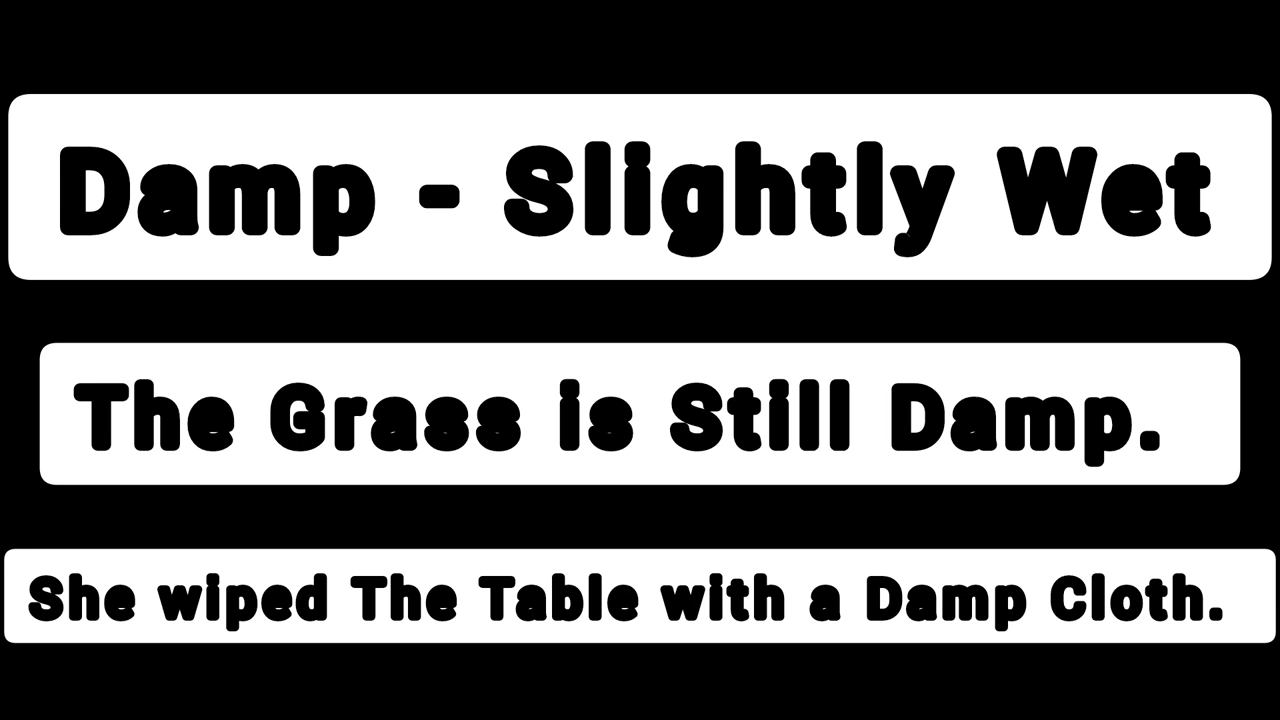 Damp - Slightly Wet
The Grass is Still Damp.
She wiped The Table with a Damp Cloth.